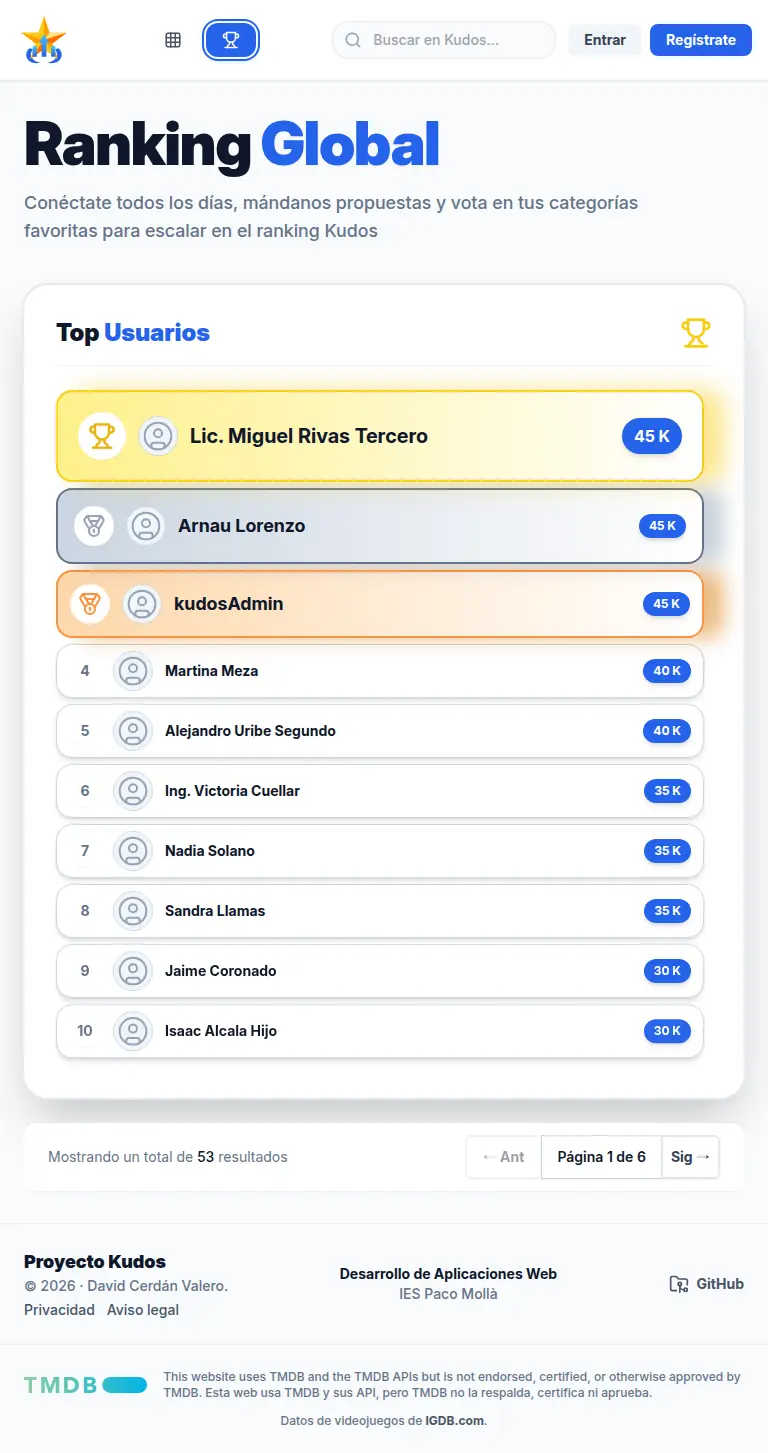 Buscar en Kudos...
Entrar
Regístrate
Ranking Global
Conéctate todos los días, mándanos propuestas y vota en tus categorías
favoritas para escalar en el ranking Kudos
Top Usuarios
Lic. Miguel Rivas Tercero 45 K
Arnau Lorenzo 45 K
kudosAdmin 45 K
4 Martina Meza 40 K
5 Alejandro Uribe Segundo 40 K
6 Ing. Victoria Cuellar 35 K
7 Nadia Solano 35 K
8 Sandra Llamas 35 K
9 Jaime Coronado 30 K
10 Isaac Alcala Hijo 30 K
Mostrando un total de 53 resultados
← Ant
Página 1 de 6
Sig →
Proyecto Kudos
© 2026 · David Cerdán Valero.
Privacidad Aviso legal
Desarrollo de Aplicaciones Web
IES Paco Mollà
GitHub
TMDB
This website uses TMDB and the TMDB APIs but is not endorsed, certified, or otherwise approved by
TMDB. Esta web usa TMDB y sus API, pero TMDB no la respalda, certifica ni aprueba.
Datos de videojuegos de IGDB.com.